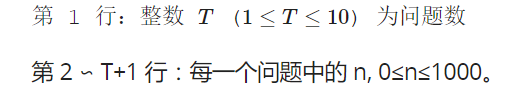 第 1 行：整数 T (1 ≤ T ≤ 10) 为问题数
第 2 ∽ T+1 行：每一个问题中的 n, 0≤n≤1000。